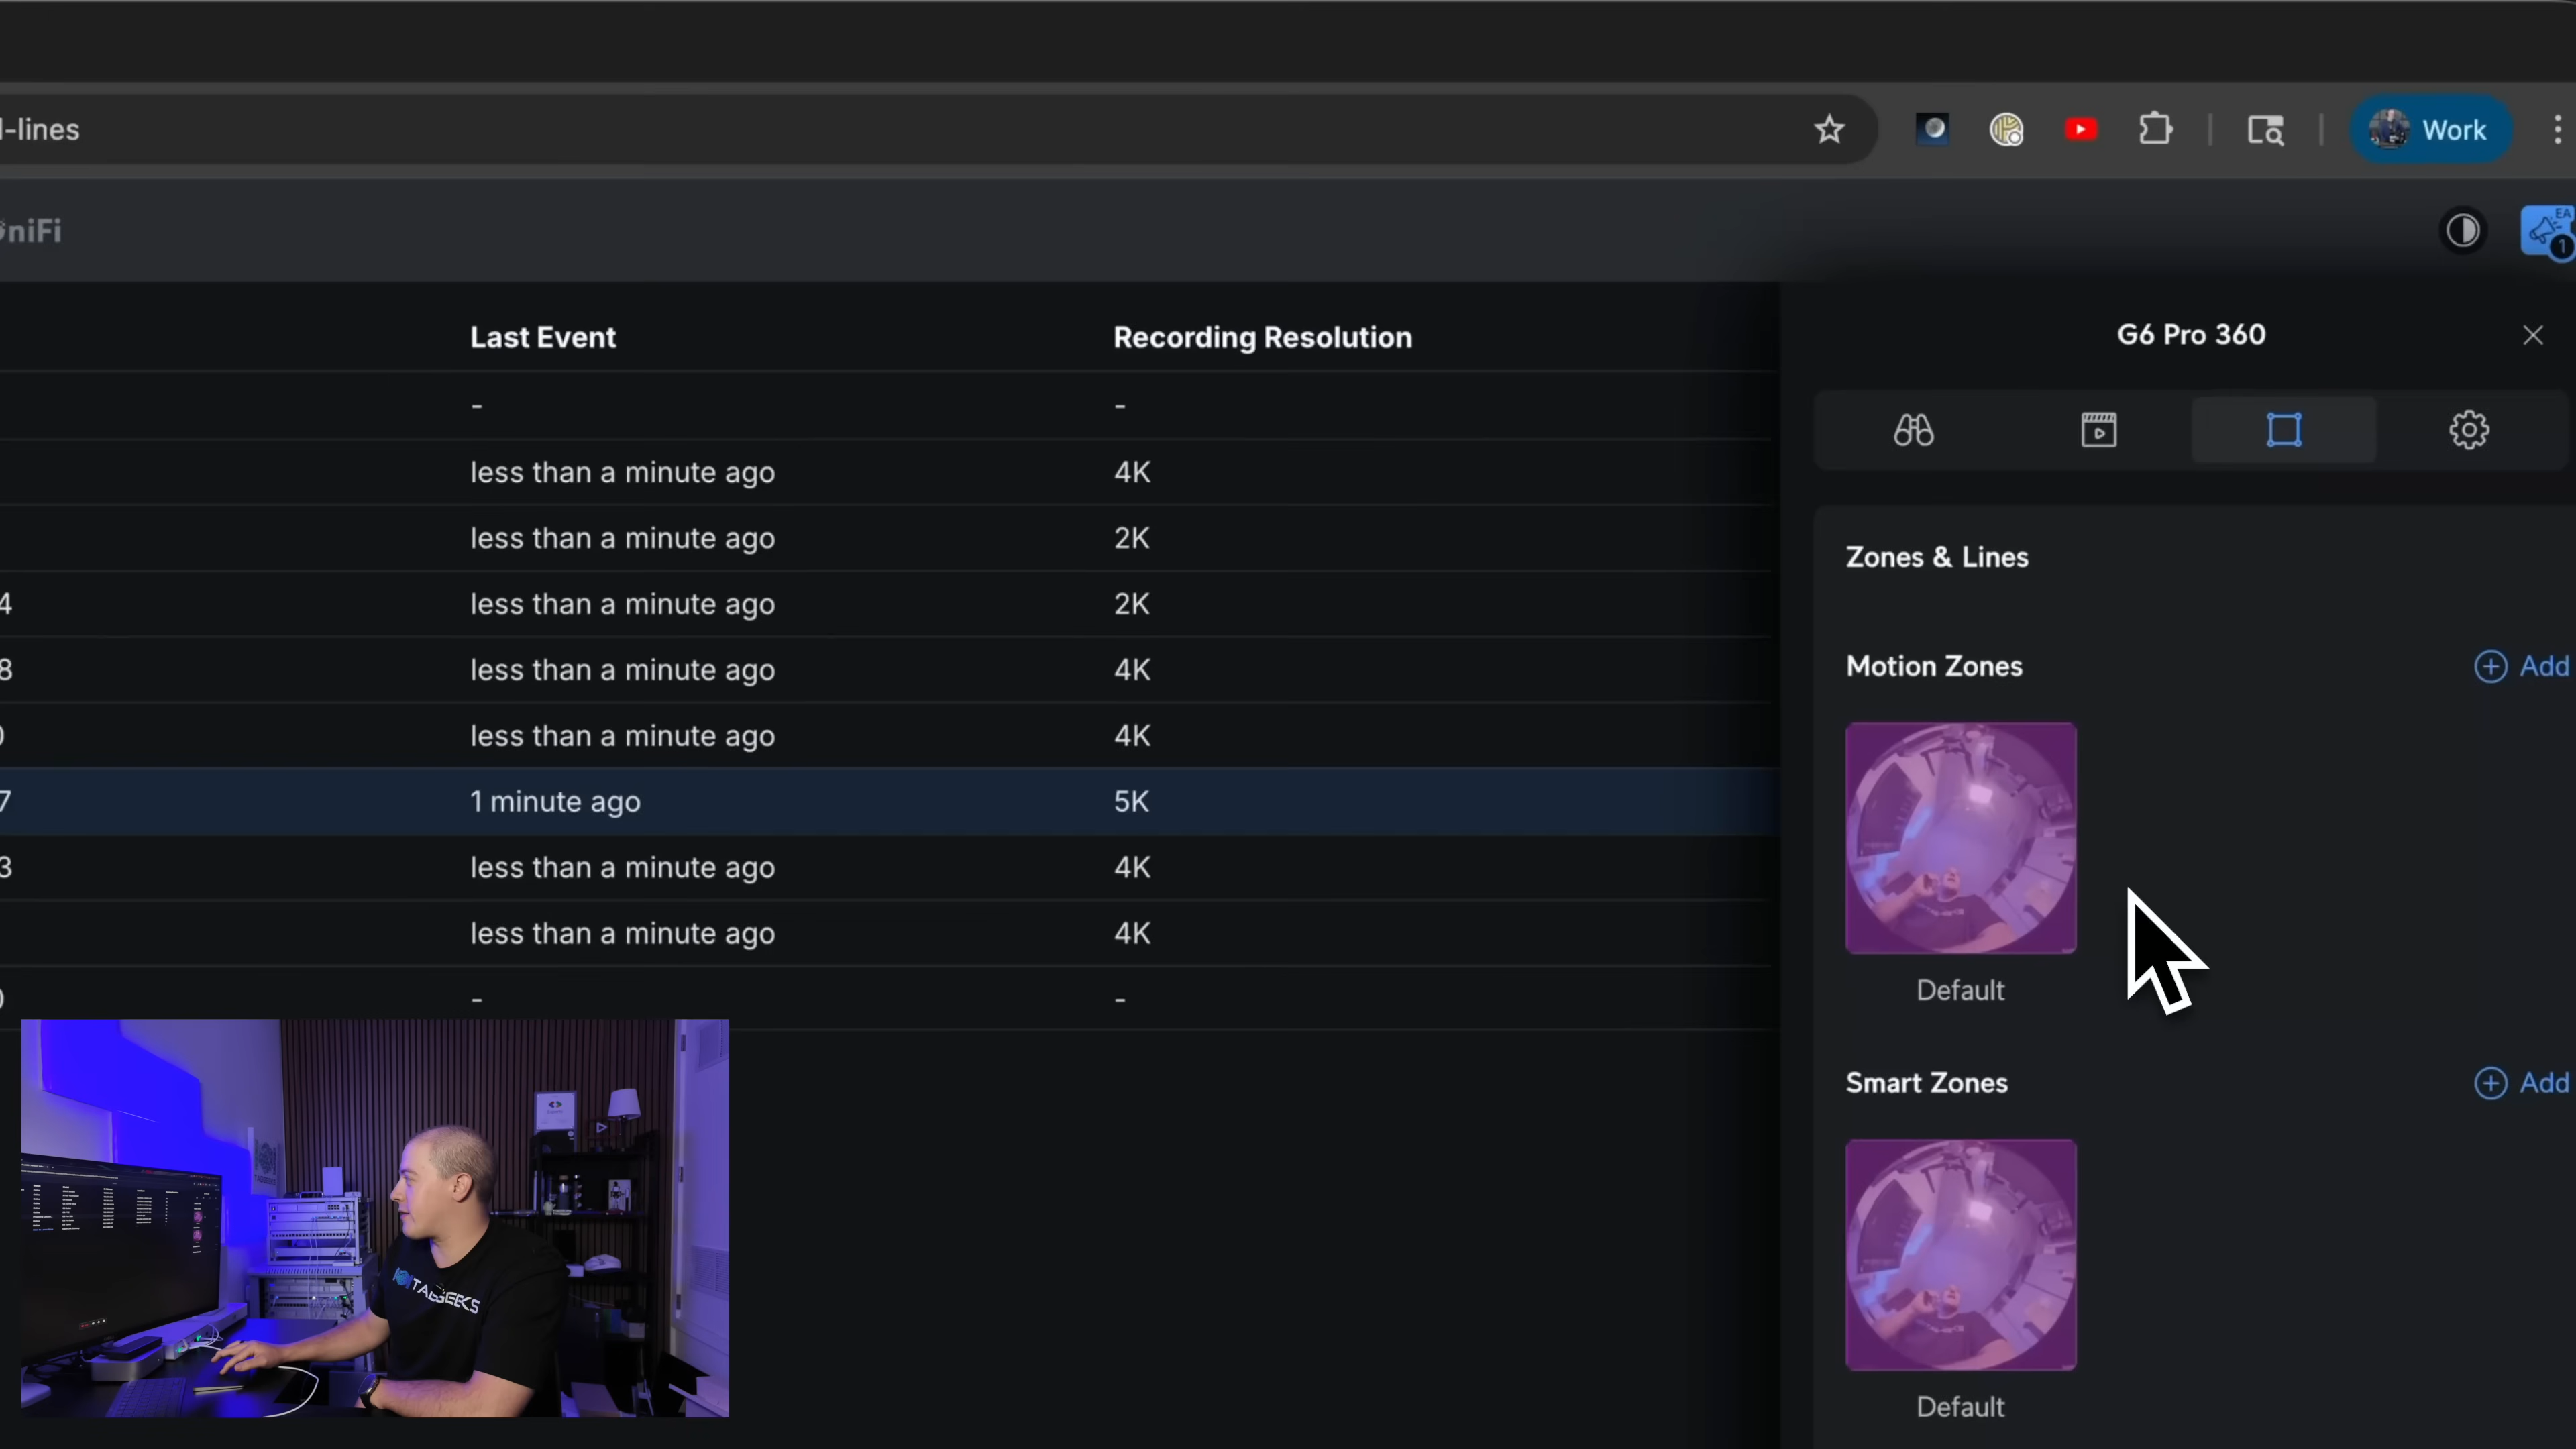 -lines
Work
niFi
EA
1
Last Event
Recording Resolution
G6 Pro 360
-
-
less than a minute ago
4K
less than a minute ago
2K
4
less than a minute ago
2K
8
less than a minute ago
4K
less than a minute ago
4K
7
1 minute ago
5K
3
less than a minute ago
4K
less than a minute ago
4K
-
-
Zones & Lines
Motion Zones
Add
Default
Smart Zones
Add
Default